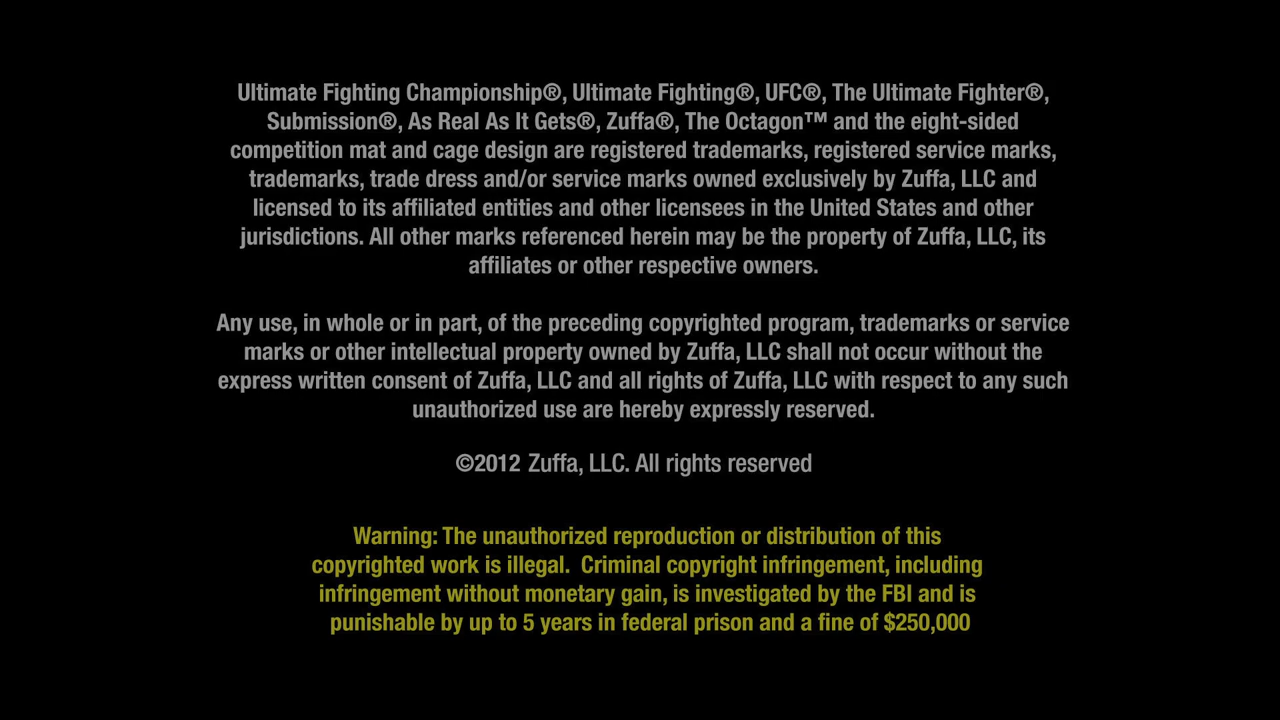 Ultimate Fighting Championship®, Ultimate Fighting®, UFC®, The Ultimate Fighter®,
Submission®, As Real As It Gets®, Zuffa®, The Octagon™ and the eight-sided
competition mat and cage design are registered trademarks, registered service marks,
trademarks, trade dress and/or service marks owned exclusively by Zuffa, LLC and
licensed to its affiliated entities and other licensees in the United States and other
jurisdictions. All other marks referenced herein may be the property of Zuffa, LLC, its
affiliates or other respective owners.
Any use, in whole or in part, of the preceding copyrighted program, trademarks or service
marks or other intellectual property owned by Zuffa, LLC shall not occur without the
express written consent of Zuffa, LLC and all rights of Zuffa, LLC with respect to any such
unauthorized use are hereby expressly reserved.
©2012 Zuffa, LLC. All rights reserved
Warning: The unauthorized reproduction or distribution of this
copyrighted work is illegal.  Criminal copyright infringement, including
infringement without monetary gain, is investigated by the FBI and is
punishable by up to 5 years in federal prison and a fine of $250,000